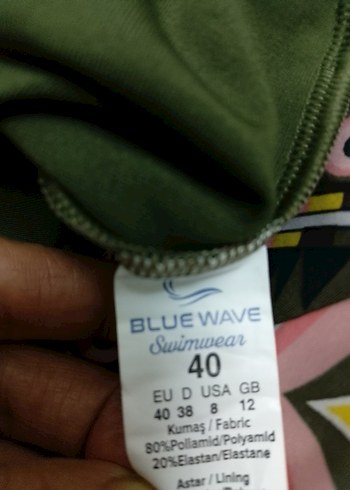 BLUE WAVE
Swimwear
40
EU D USA GB
40 38 8 12
Kumaş / Fabric
80%Poliamid/Polyamid
20%Elastan/Elastane
Astar / Lining